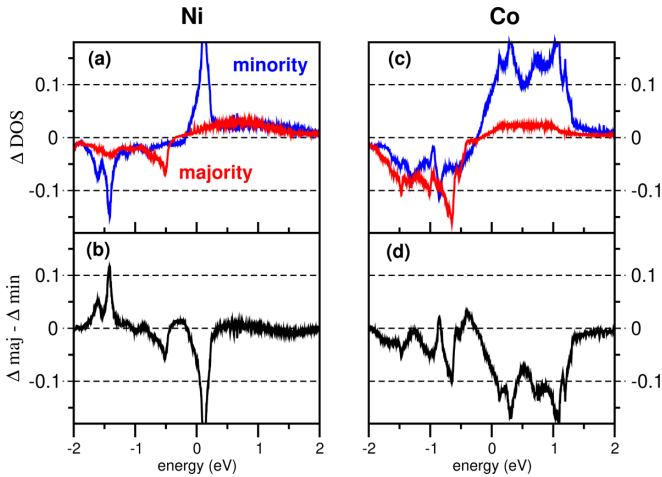 Ni
Co
(a)
minority
majority
(c)
Δ DOS
0.1
0
-0.1
0.1
0
-0.1
(b)
(d)
Δ maj - Δ min
0.1
0
-0.1
0.1
0
-0.1
-2 -1 0 1 2
-2 -1 0 1 2
energy (eV)
energy (eV)